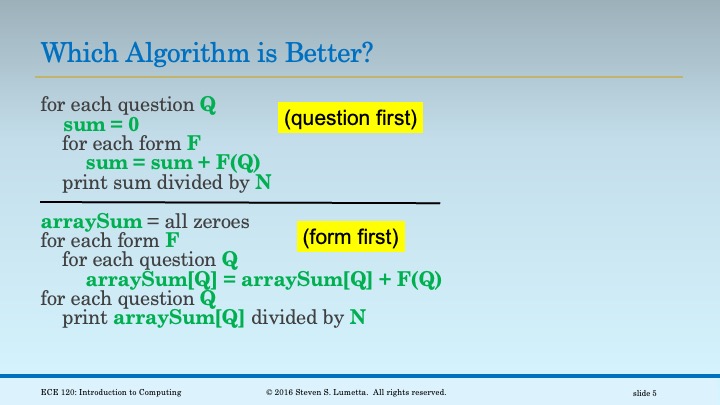 Which Algorithm is Better?
for each question Q
(question first)
sum = 0
for each form F
sum = sum + F(Q)
print sum divided by N
arraySum = all zeroes
for each form F
(form first)
for each question Q
arraySum[Q] = arraySum[Q] + F(Q)
for each question Q
print arraySum[Q] divided by N
ECE 120: Introduction to Computing
© 2016 Steven S. Lumetta. All rights reserved.
slide 5